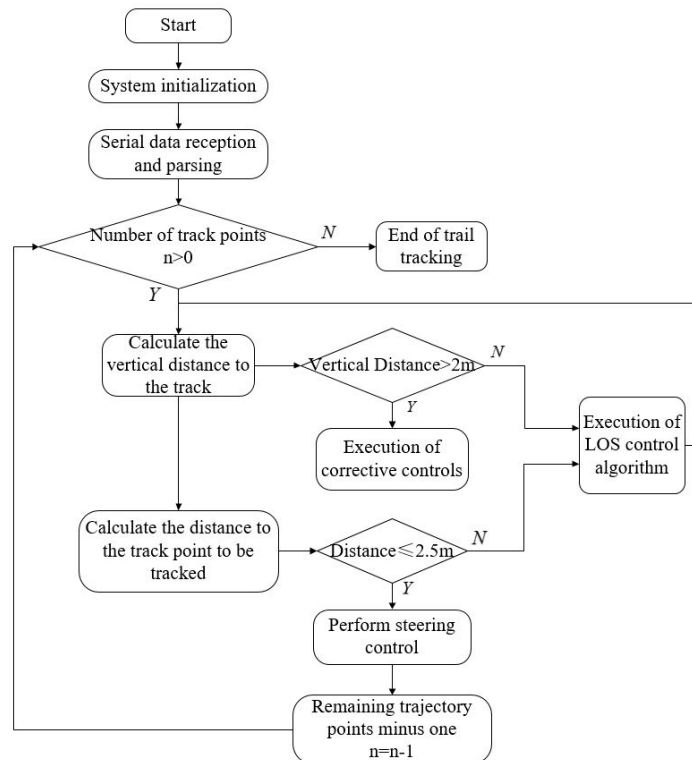 Start
System initialization
Serial data reception
and parsing
Number of track points
n>0
N
End of trail
tracking
Y
Calculate the
vertical distance to
the track
Vertical Distance>2m
N
Y
Execution of
corrective controls
Execution of
LOS control
algorithm
Calculate the distance to
the track point to be
tracked
Distance≤2.5m
N
Y
Perform steering
control
Remaining trajectory
points minus one
n=n-1